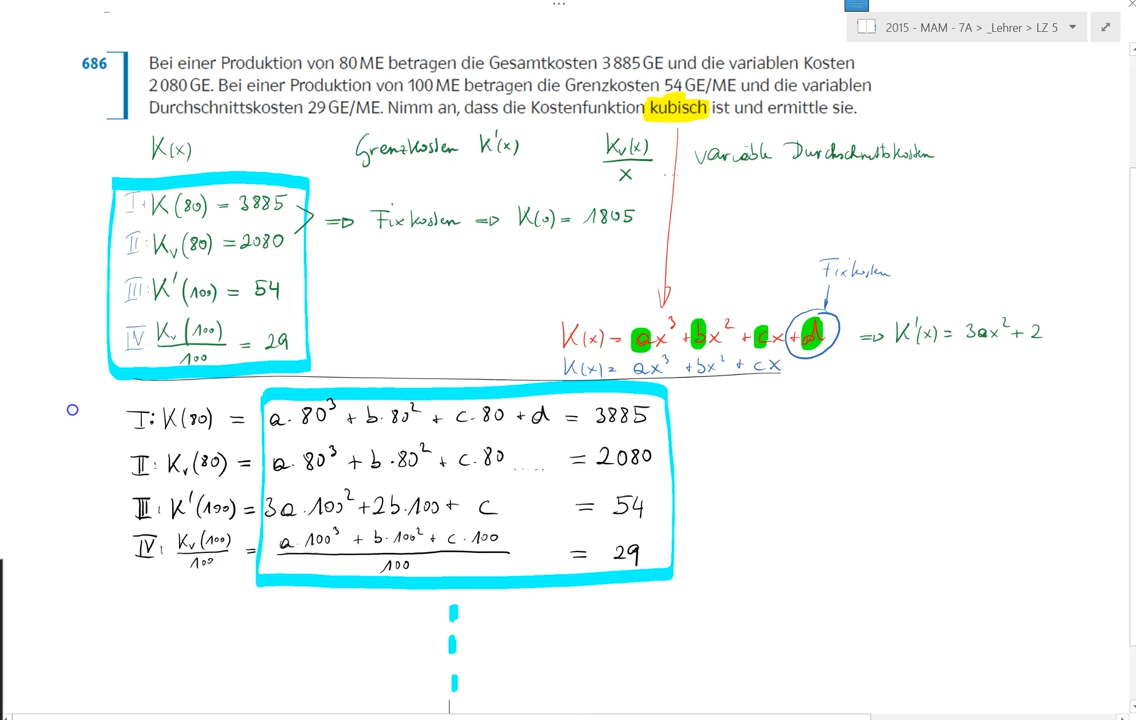 2015 - MAM - 7A > _Lehrer > LZ 5
686 Bei einer Produktion von 80 ME betragen die Gesamtkosten 3 885 GE und die variablen Kosten
2 080 GE. Bei einer Produktion von 100 ME betragen die Grenzkosten 54 GE/ME und die variablen
Durchschnittskosten 29 GE/ME. Nimm an, dass die Kostenfunktion kubisch ist und ermittle sie.
K(x) Grenzkosten K'(x) Kv(x)/x variable Durchschnittskosten
I: K(80) = 3885
II: Kv(80) = 2080
=> Fixkosten => K(0) = 1805
III: K'(100) = 54
IV Kv(100)/100 = 29
Fixkosten
K(x) = ax³ + bx² + cx + d => K'(x) = 3ax² + 2
K(x) = ax³ + bx² + cx
I: K(80) = a·80³ + b·80² + c·80 + d = 3885
II: Kv(80) = a·80³ + b·80² + c·80 ..... = 2080
III: K'(100) = 3a·100² + 2b·100 + c = 54
IV: Kv(100)/100 = (a·100³ + b·100² + c·100)/100 = 29